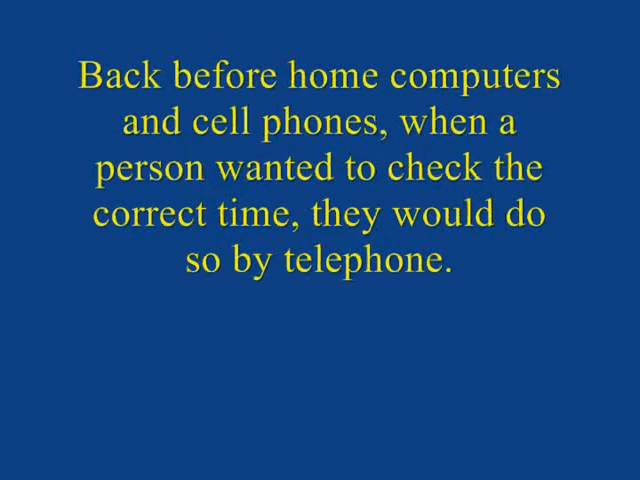 Back before home computers
and cell phones, when a
person wanted to check the
correct time, they would do
so by telephone.